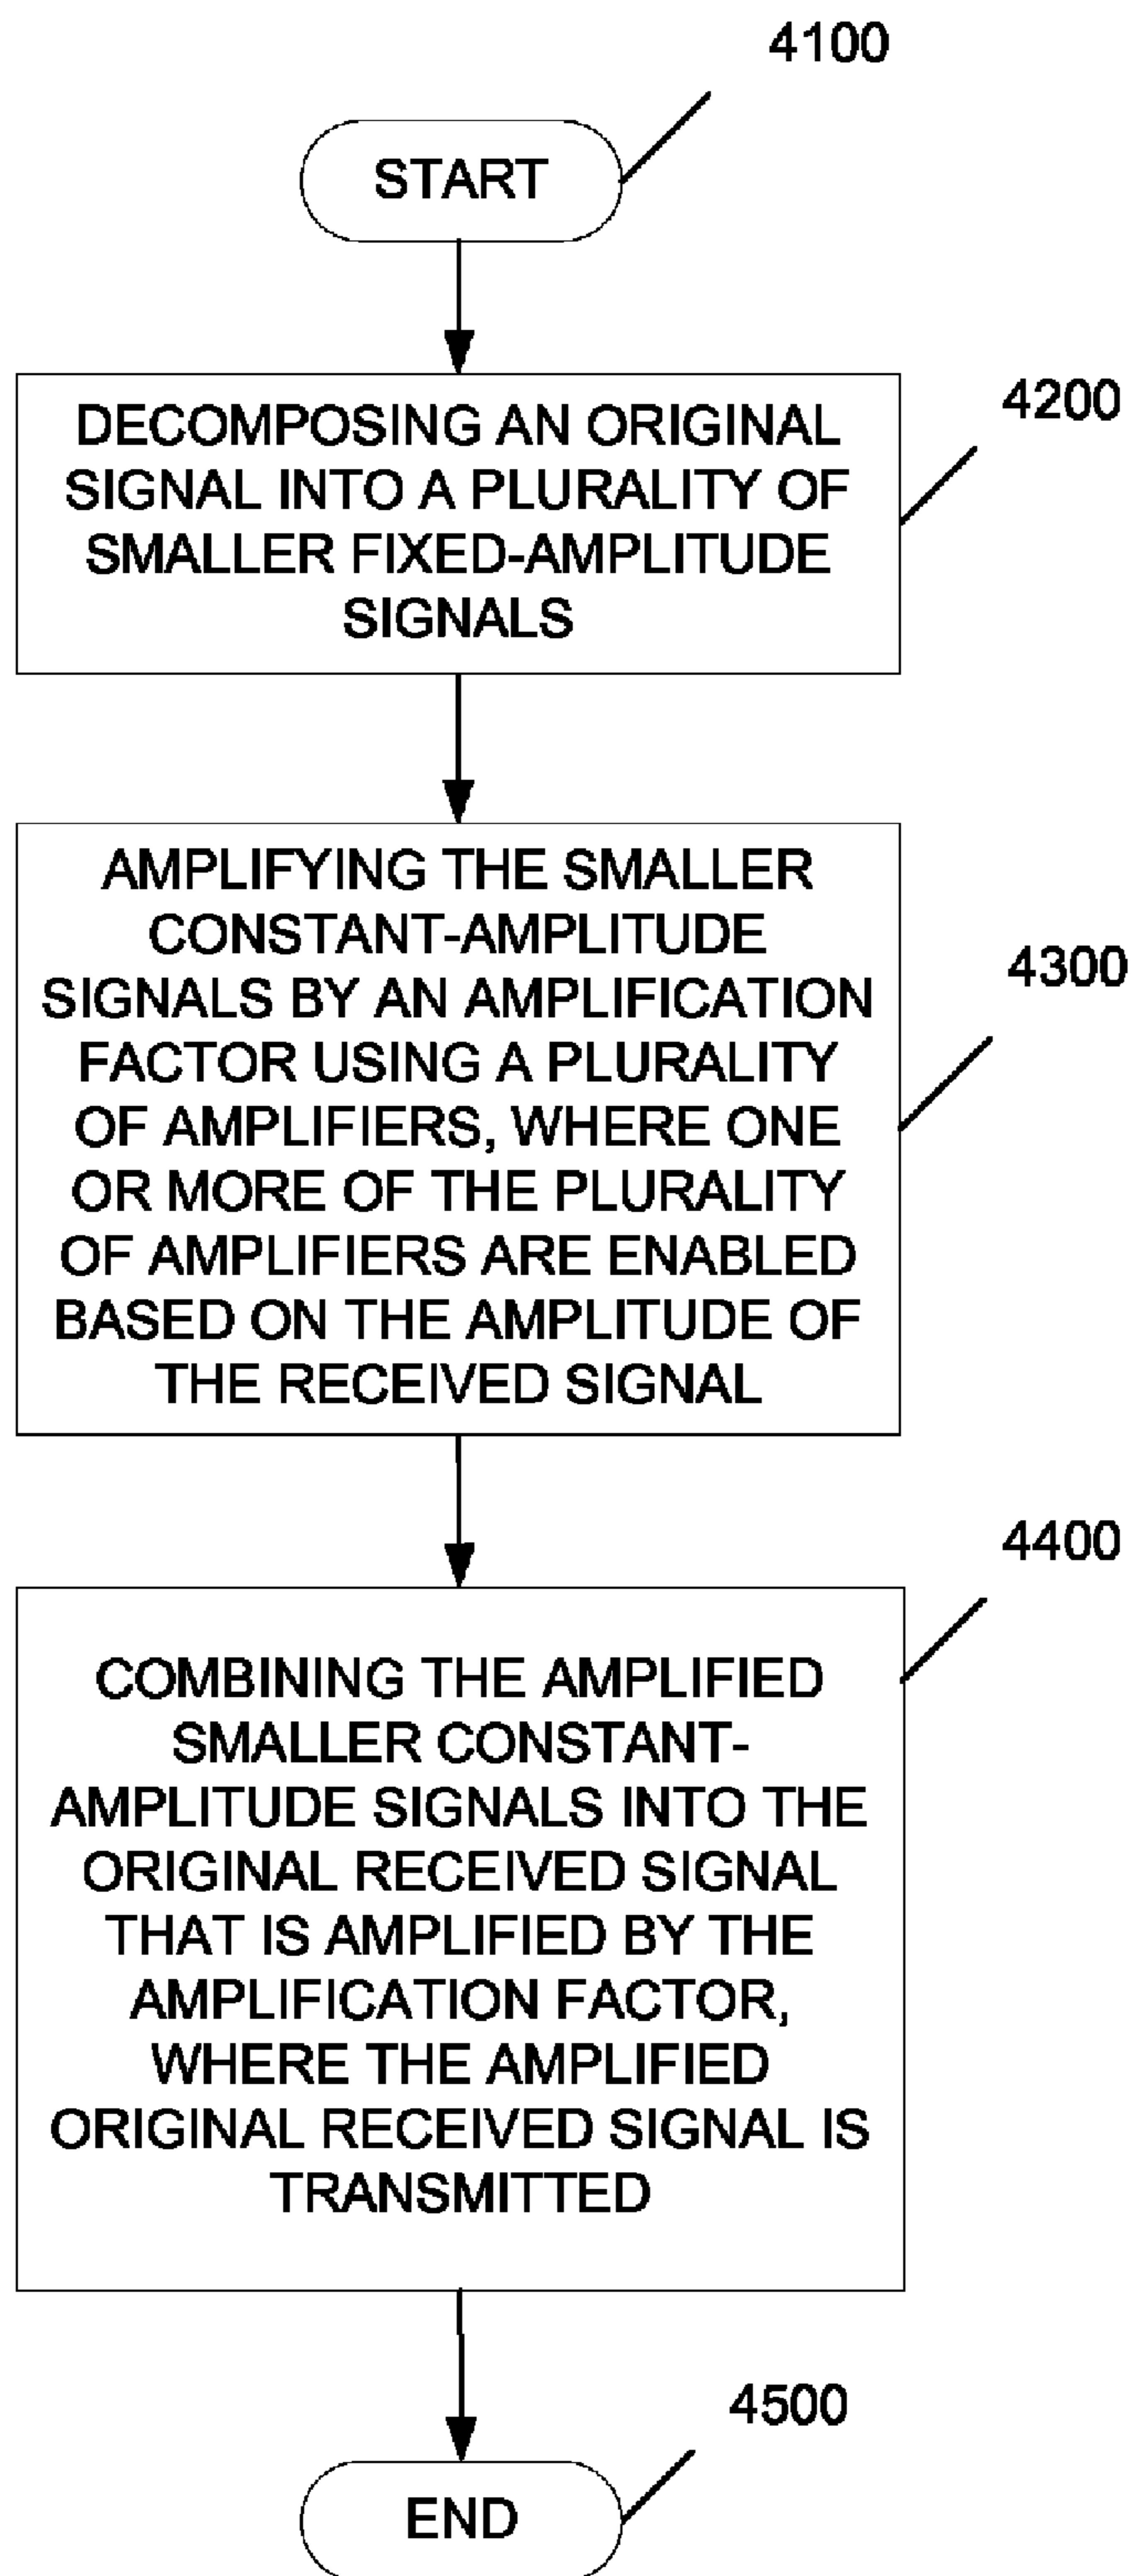 4100
START
4200
DECOMPOSING AN ORIGINAL
SIGNAL INTO A PLURALITY OF
SMALLER FIXED-AMPLITUDE
SIGNALS
4300
AMPLIFYING THE SMALLER
CONSTANT-AMPLITUDE
SIGNALS BY AN AMPLIFICATION
FACTOR USING A PLURALITY
OF AMPLIFIERS, WHERE ONE
OR MORE OF THE PLURALITY
OF AMPLIFIERS ARE ENABLED
BASED ON THE AMPLITUDE OF
THE RECEIVED SIGNAL
4400
COMBINING THE AMPLIFIED
SMALLER CONSTANT-
AMPLITUDE SIGNALS INTO THE
ORIGINAL RECEIVED SIGNAL
THAT IS AMPLIFIED BY THE
AMPLIFICATION FACTOR,
WHERE THE AMPLIFIED
ORIGINAL RECEIVED SIGNAL IS
TRANSMITTED
4500
END